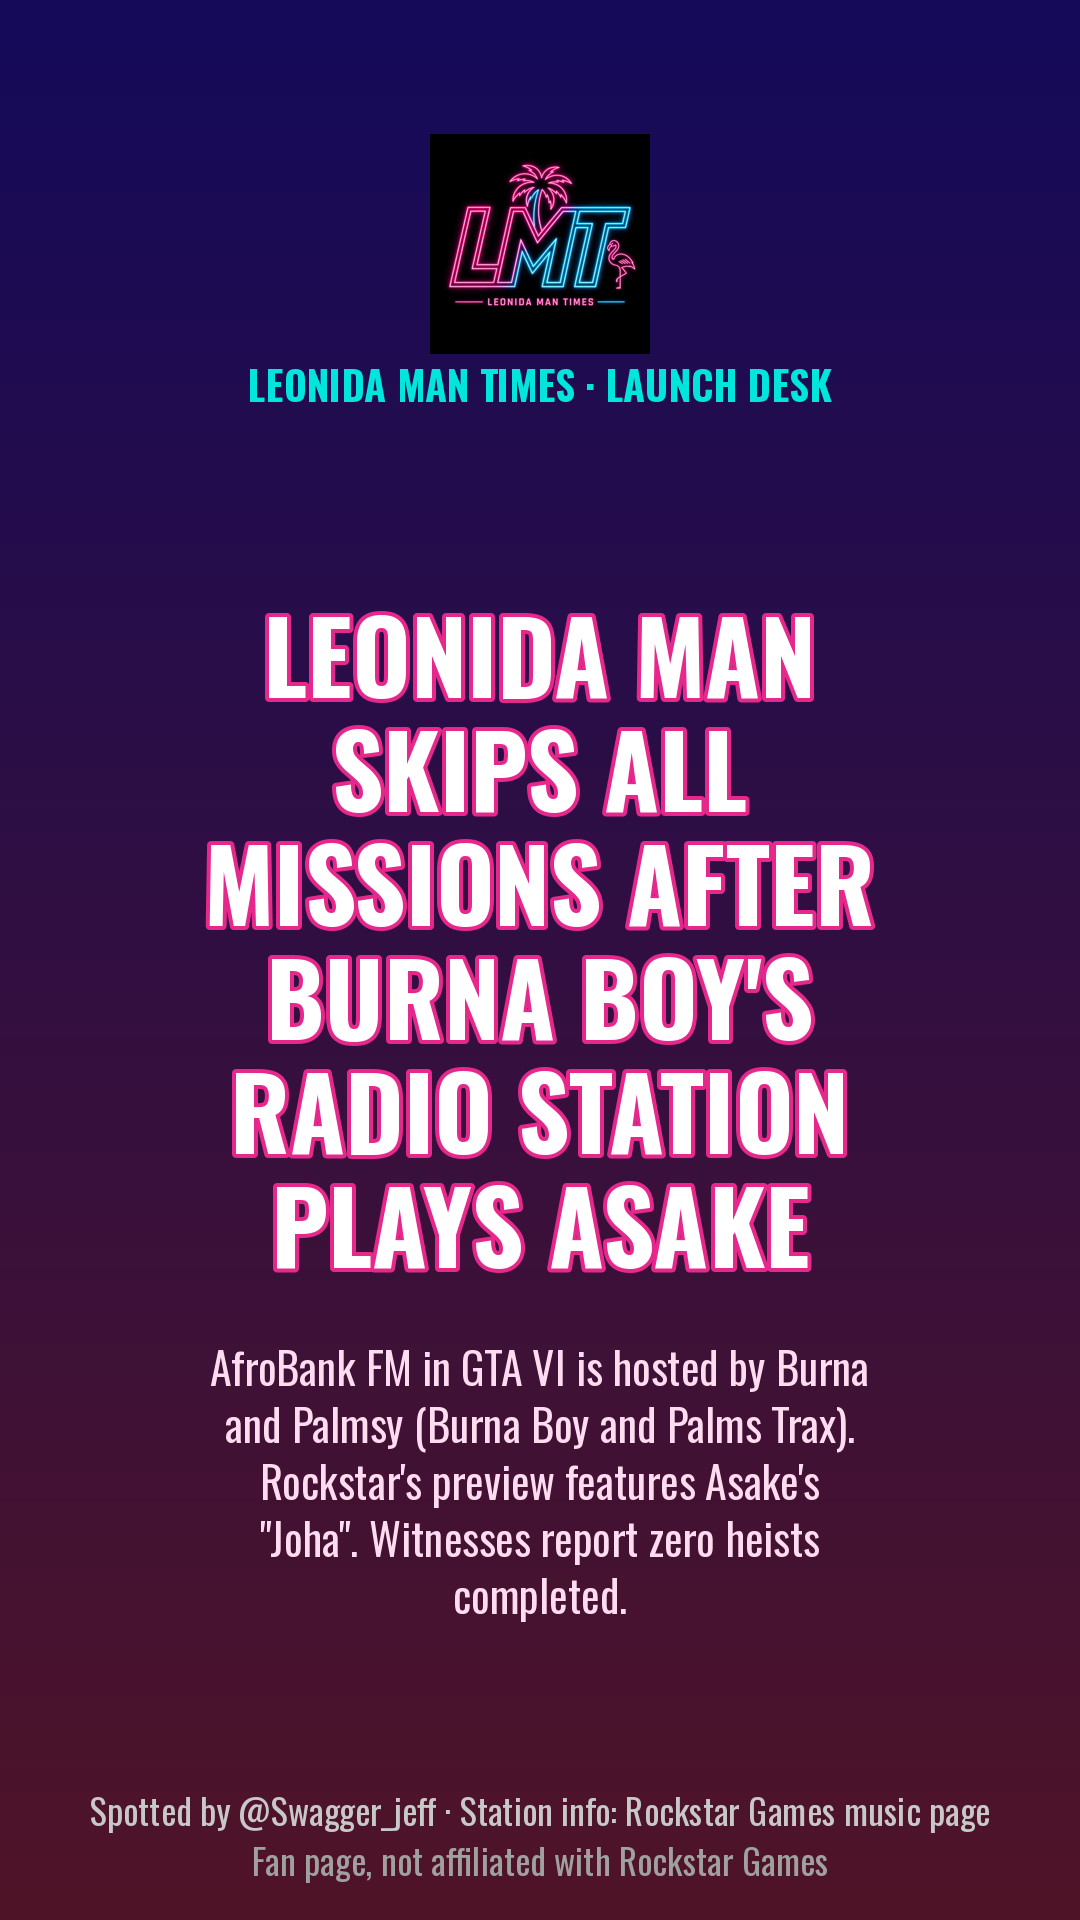 LMT
LEONIDA MAN TIMES
LEONIDA MAN TIMES · LAUNCH DESK
LEONIDA MAN
SKIPS ALL
MISSIONS AFTER
BURNA BOY'S
RADIO STATION
PLAYS ASAKE
AfroBank FM in GTA VI is hosted by Burna
and Palmsy (Burna Boy and Palms Trax).
Rockstar's preview features Asake's
"Joha". Witnesses report zero heists
completed.
Spotted by @Swagger_jeff · Station info: Rockstar Games music page
Fan page, not affiliated with Rockstar Games